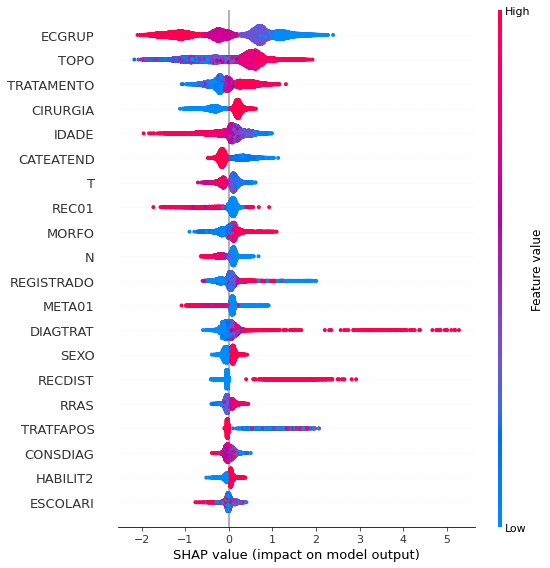 High
ECGRUP
TOPO
TRATAMENTO
CIRURGIA
IDADE
CATEATEND
T
REC01
MORFO
N
REGISTRADO
META01
DIAGTRAT
SEXO
RECDIST
RRAS
TRATFAPOS
CONSDIAG
HABILIT2
ESCOLARI
Feature value
Low
−2 −1 0 1 2 3 4 5
SHAP value (impact on model output)